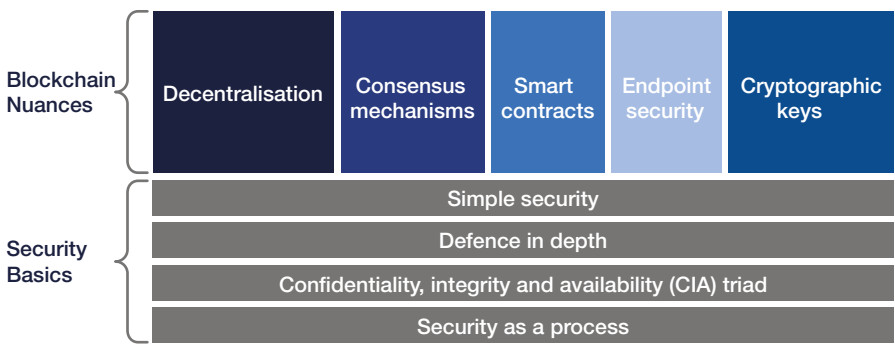 Blockchain
Nuances
Decentralisation
Consensus
mechanisms
Smart
contracts
Endpoint
security
Cryptographic
keys
Security
Basics
Simple security
Defence in depth
Confidentiality, integrity and availability (CIA) triad
Security as a process